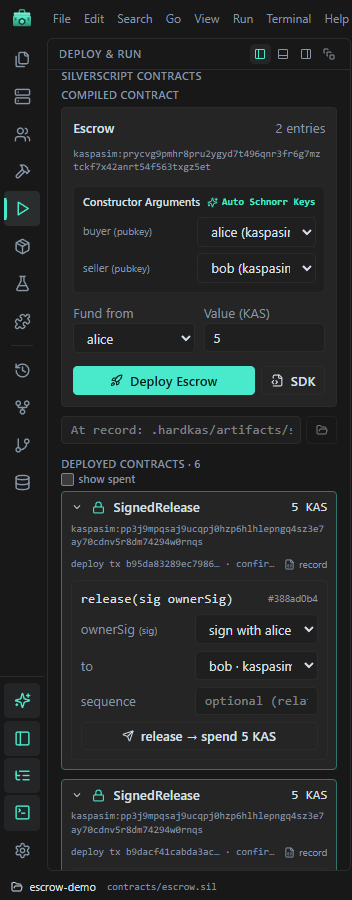 File Edit Search Go View Run Terminal Help
DEPLOY & RUN
SILVERSCRIPT CONTRACTS
COMPILED CONTRACT
Escrow 2 entries
kaspasim:prycvg9pmhr8pru2ygyd7t496qnr3fr6g7mz
tckf7x42anrt54f563txgz5et
Constructor Arguments Auto Schnorr Keys
buyer (pubkey) alice (kaspasin
seller (pubkey) bob (kaspasim
Fund from Value (KAS)
alice 5
Deploy Escrow SDK
At record: .hardkas/artifacts/s
DEPLOYED CONTRACTS · 6
show spent
SignedRelease 5 KAS
kaspasim:pp3j9mpqsaj9ucqpj0hzp6hlhlepngq4sz3e7
ay70cdnv5r8dm74294w0rnqs
deploy tx b95da83289ec7986… · confir… record
release(sig ownerSig) #388ad0b4
ownerSig (sig) sign with alice
to bob · kaspasim
sequence optional (rela
release → spend 5 KAS
SignedRelease 5 KAS
kaspasim:pp3j9mpqsaj9ucqpj0hzp6hlhlepngq4sz3e7
ay70cdnv5r8dm74294w0rnqs
deploy tx b9dacf41cabda3ac… · confir… record
escrow-demo contracts/escrow.sil